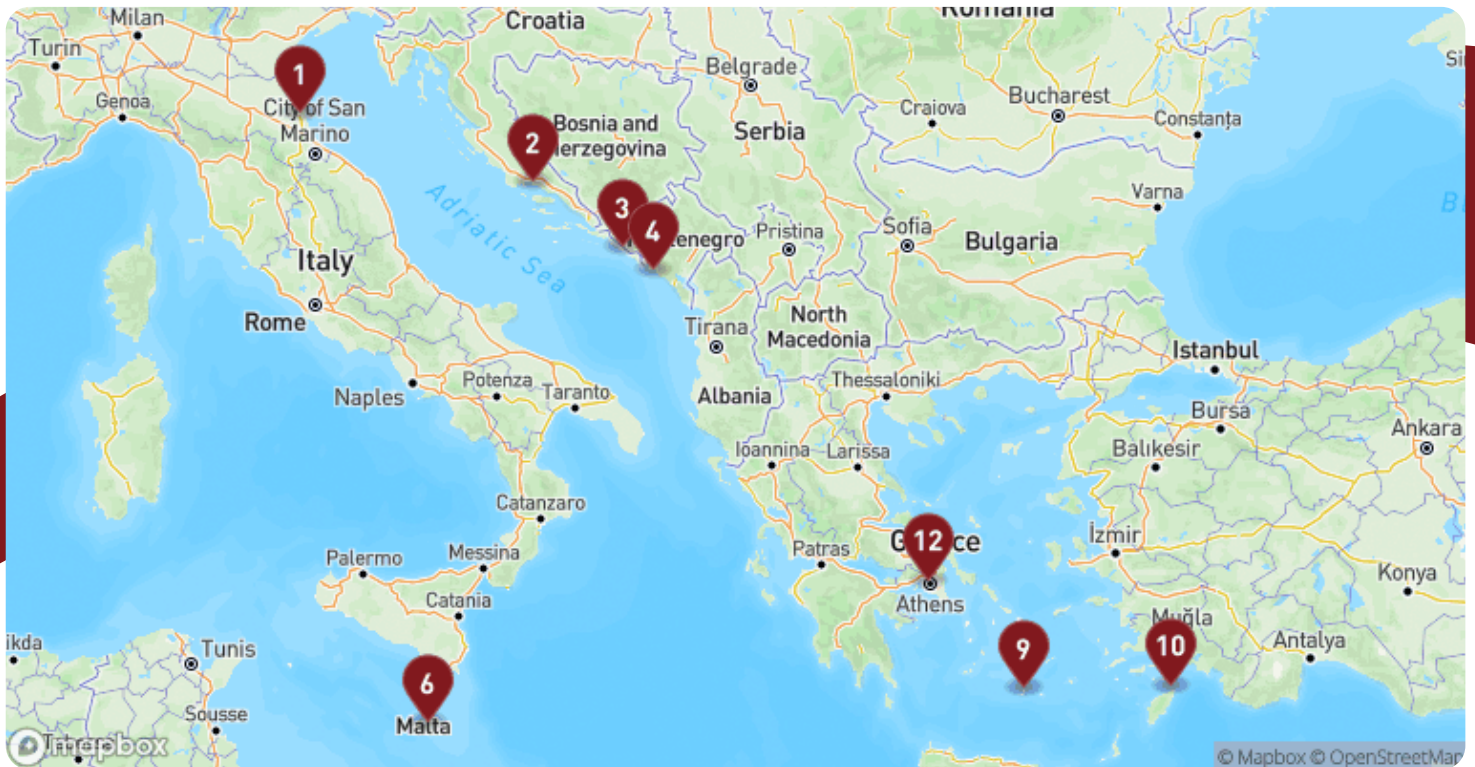 Milan
Croatia
Romania
Turin
1
Belgrade
Genoa
City of San
Marino
Craiova
Bucharest
Constanța
2
Bosnia and
erzegovina
Serbia
Varna
Adriatic Sea
3
4
enegro
Pristina
Sofia
Bulgaria
Italy
Rome
Tirana
North
Macedonia
Istanbul
Naples
Potenza
Taranto
Albania
Thessaloniki
Bursa
Ankara
Ioannina
Larissa
Balıkesir
Catanzaro
12
İzmir
Palermo
Messina
Patras
Athens
Konya
Catania
Muğla
ikda
Tunis
9
10
Antalya
6
Malta
Sousse
mapbox
© Mapbox © OpenStreetMap